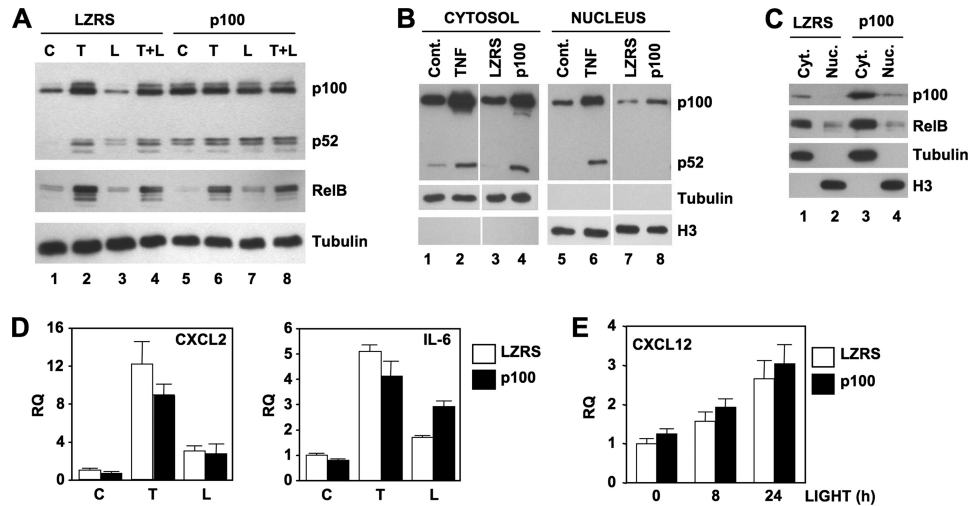 A
LZRS p100
C T L T+L C T L T+L
p100
p52
RelB
Tubulin
1 2 3 4 5 6 7 8
B
CYTOSOL NUCLEUS
Cont. TNF LZRS p100 Cont. TNF LZRS p100
p100
p52
Tubulin
H3
1 2 3 4 5 6 7 8
C
LZRS p100
Cyt. Nuc. Cyt. Nuc.
p100
RelB
Tubulin
H3
1 2 3 4
D
CXCL2
RQ
16
12
8
4
0
C T L
IL-6
RQ
6
5
4
3
2
1
0
C T L
LZRS
p100
E
CXCL12
RQ
4
3
2
1
0
0 8 24 LIGHT (h)
LZRS
p100